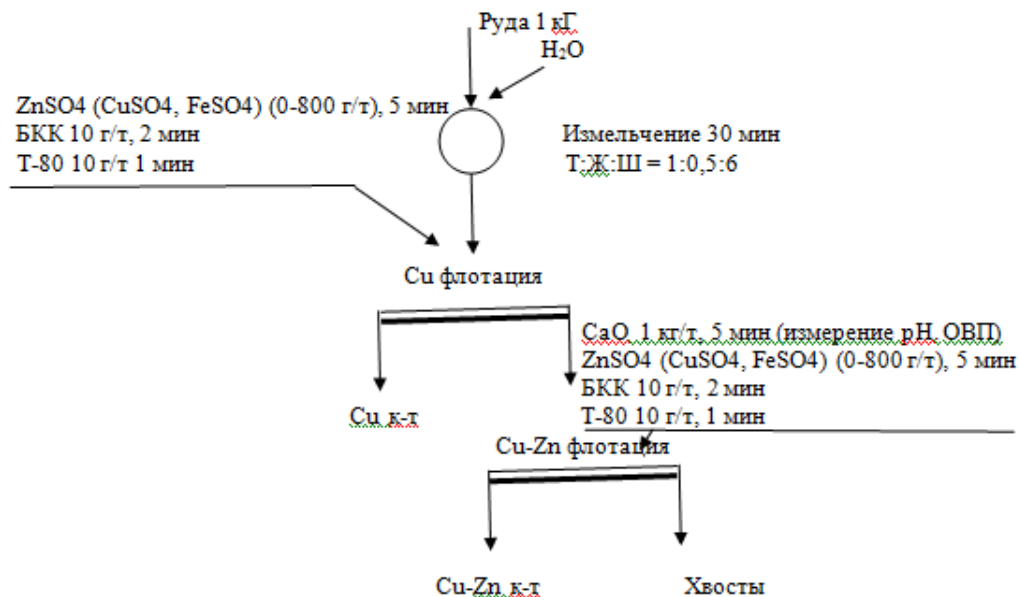 Руда 1 кГ
H₂O
ZnSO4 (CuSO4, FeSO4) (0-800 г/т), 5 мин
БКК 10 г/т, 2 мин
Т-80 10 г/т 1 мин
Измельчение 30 мин
Т:Ж:Ш = 1:0,5:6
Cu флотация
CaO 1 кг/т, 5 мин (измерение рН, ОВП)
ZnSO4 (CuSO4, FeSO4) (0-800 г/т), 5 мин
БКК 10 г/т, 2 мин
Т-80 10 г/т, 1 мин
Cu к-т
Cu-Zn флотация
Cu-Zn к-т
Хвосты